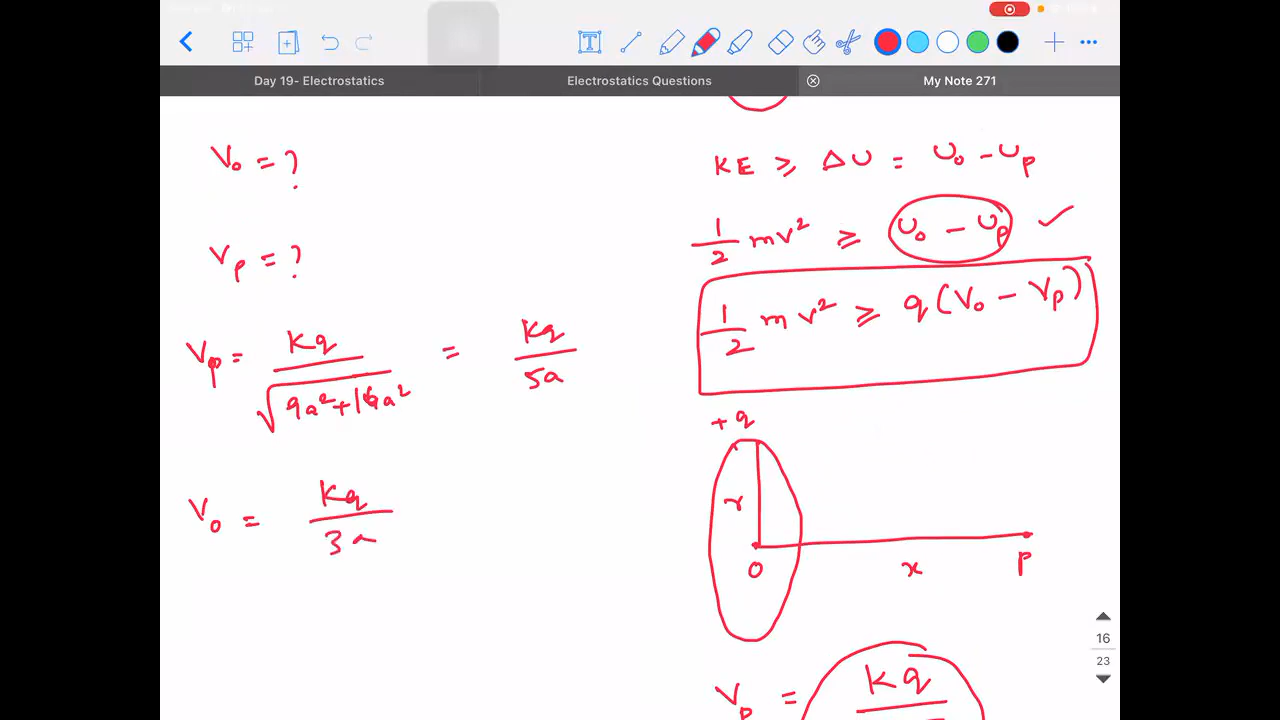 Day 19- Electrostatics
Electrostatics Questions
My Note 271
V₀ = ?
Vp = ?
Vp = Kq / √(9a² + 16a²) = Kq / 5a
V₀ = Kq / 3a
KE ≥ ΔU = U₀ - Up
1/2 mv² ≥ U₀ - Up ✓
1/2 mv² ≥ q(V₀ - Vp)
+q
r
O
x
P
Vp = Kq
16
23